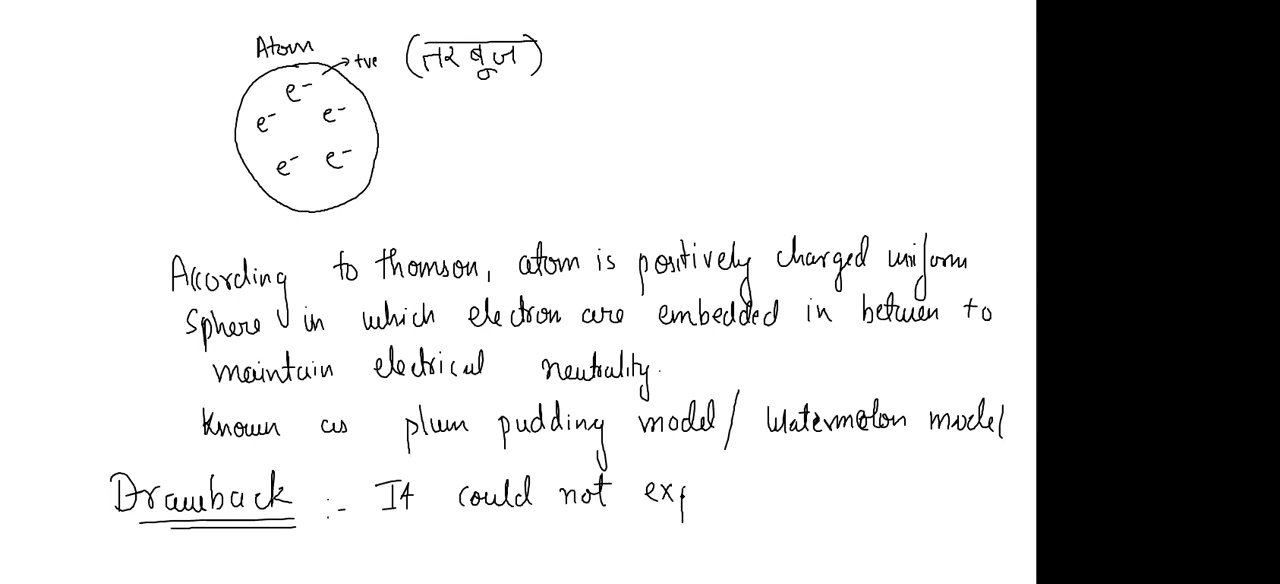 Atom
+ve (तरबूज)
e-
e- e-
e- e-
According to thomson, atom is positively charged uniform
sphere in which electron are embedded in between to
maintain electrical neutrality.
Known as plum pudding model/ Watermelon model
Drawback :- It could not exp